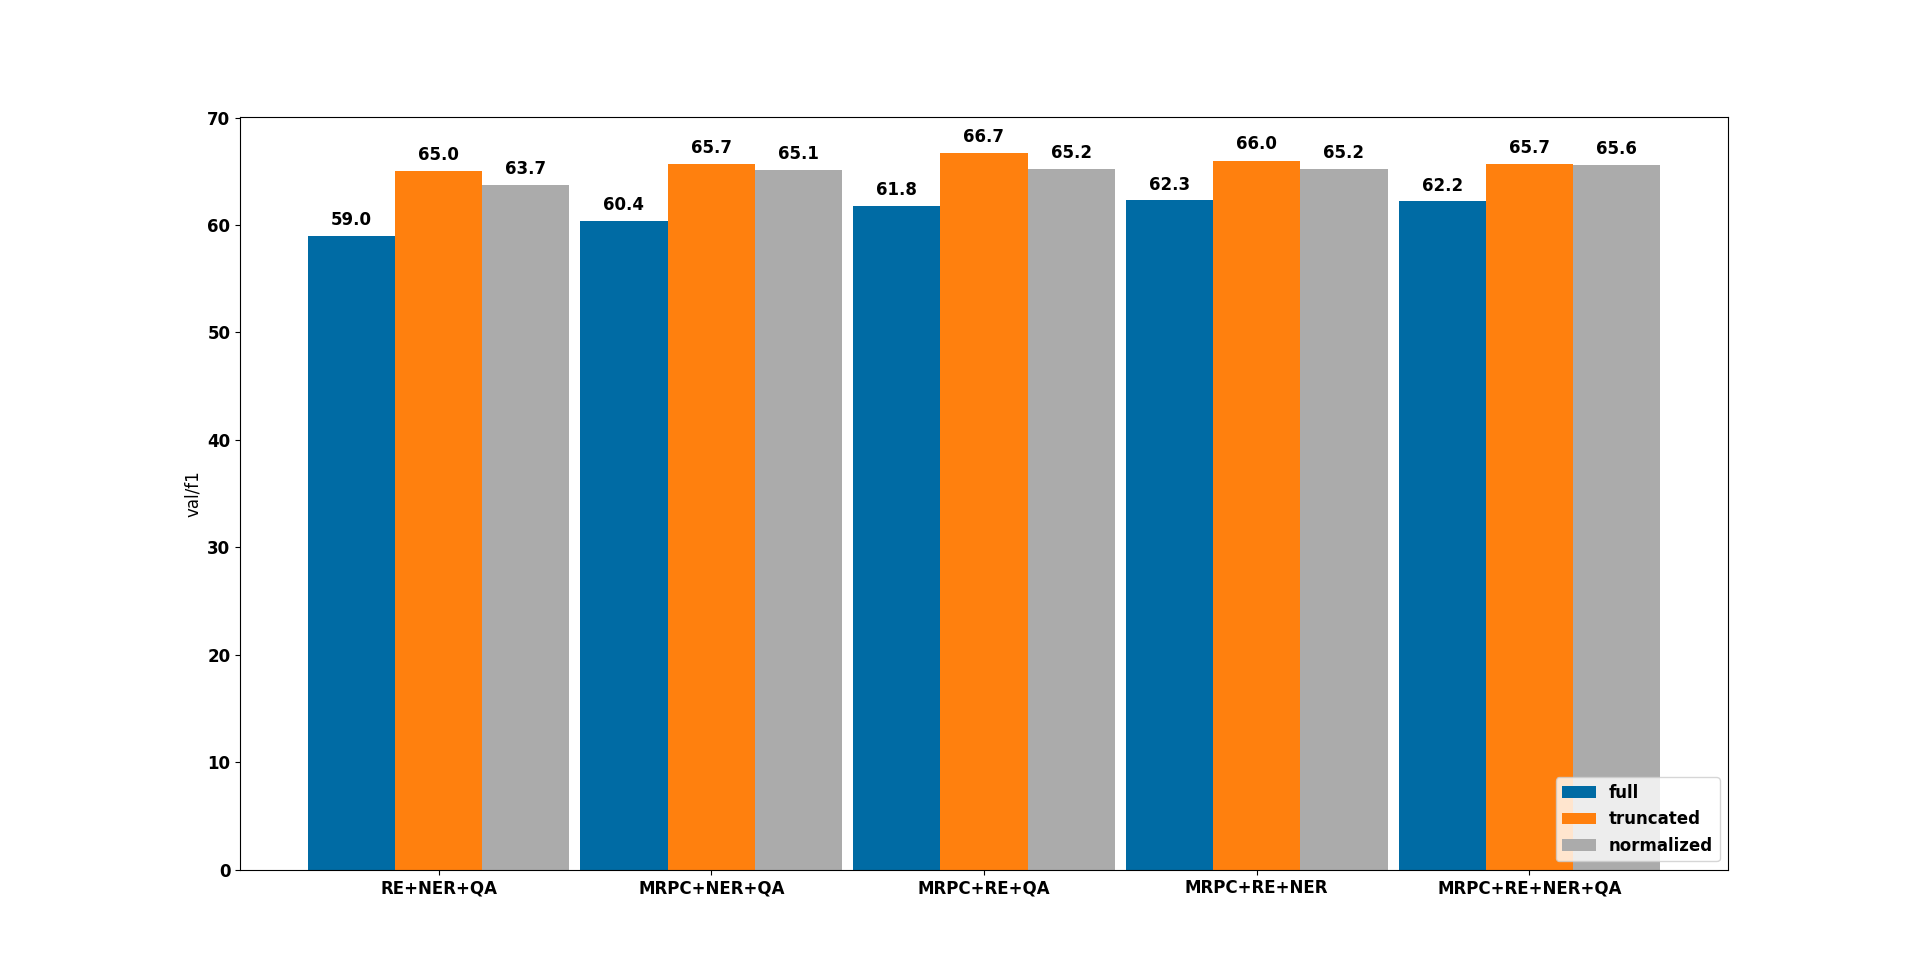 70
60
50
40
30
20
10
0
val/f1
59.0 65.0 63.7
60.4 65.7 65.1
61.8 66.7 65.2
62.3 66.0 65.2
62.2 65.7 65.6
RE+NER+QA MRPC+NER+QA MRPC+RE+QA MRPC+RE+NER MRPC+RE+NER+QA
full
truncated
normalized